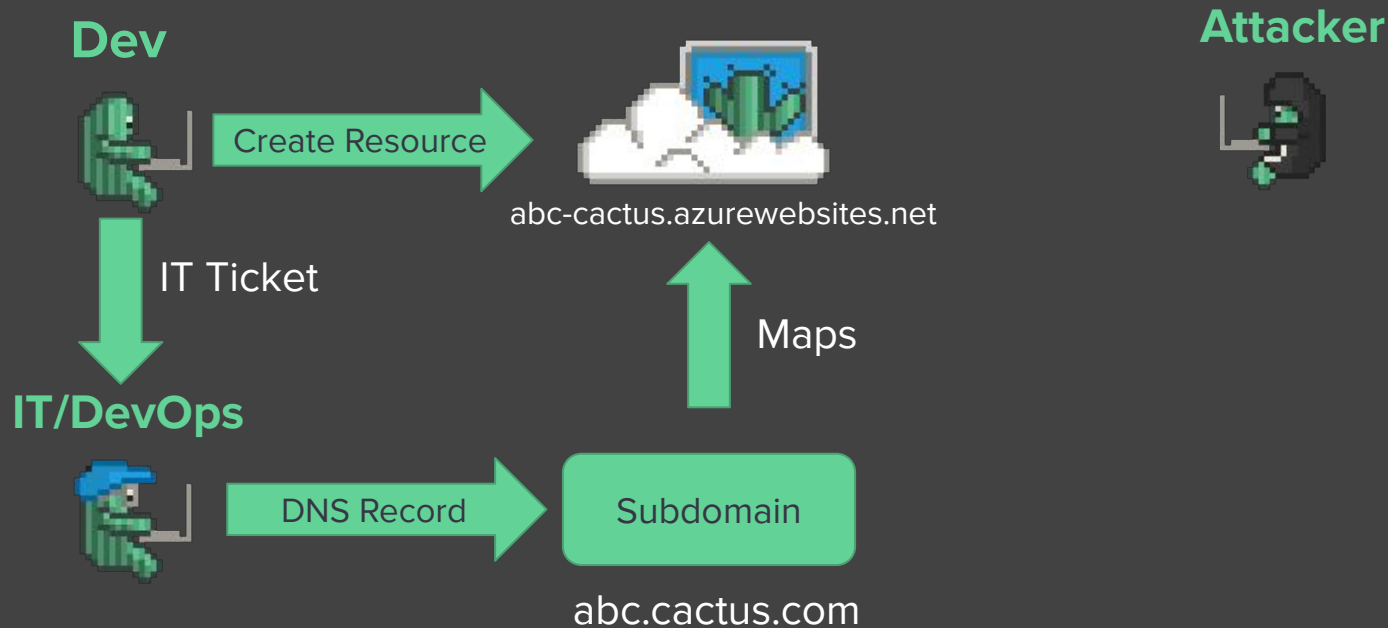 Dev
Attacker
Create Resource
abc-cactus.azurewebsites.net
IT Ticket
Maps
IT/DevOps
DNS Record
Subdomain
abc.cactus.com